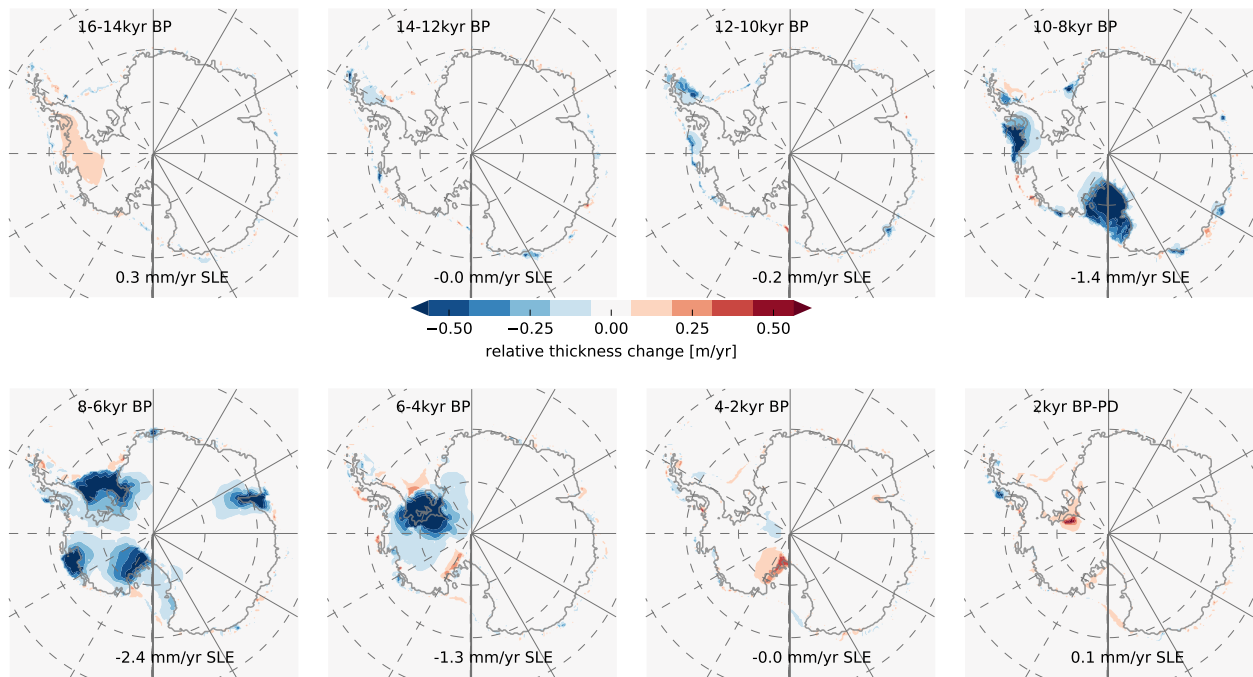 16-14kyr BP
14-12kyr BP
12-10kyr BP
10-8kyr BP
0.3 mm/yr SLE
-0.0 mm/yr SLE
-0.2 mm/yr SLE
-1.4 mm/yr SLE
−0.50 −0.25 0.00 0.25 0.50
relative thickness change [m/yr]
8-6kyr BP
6-4kyr BP
4-2kyr BP
2kyr BP-PD
-2.4 mm/yr SLE
-1.3 mm/yr SLE
-0.0 mm/yr SLE
0.1 mm/yr SLE